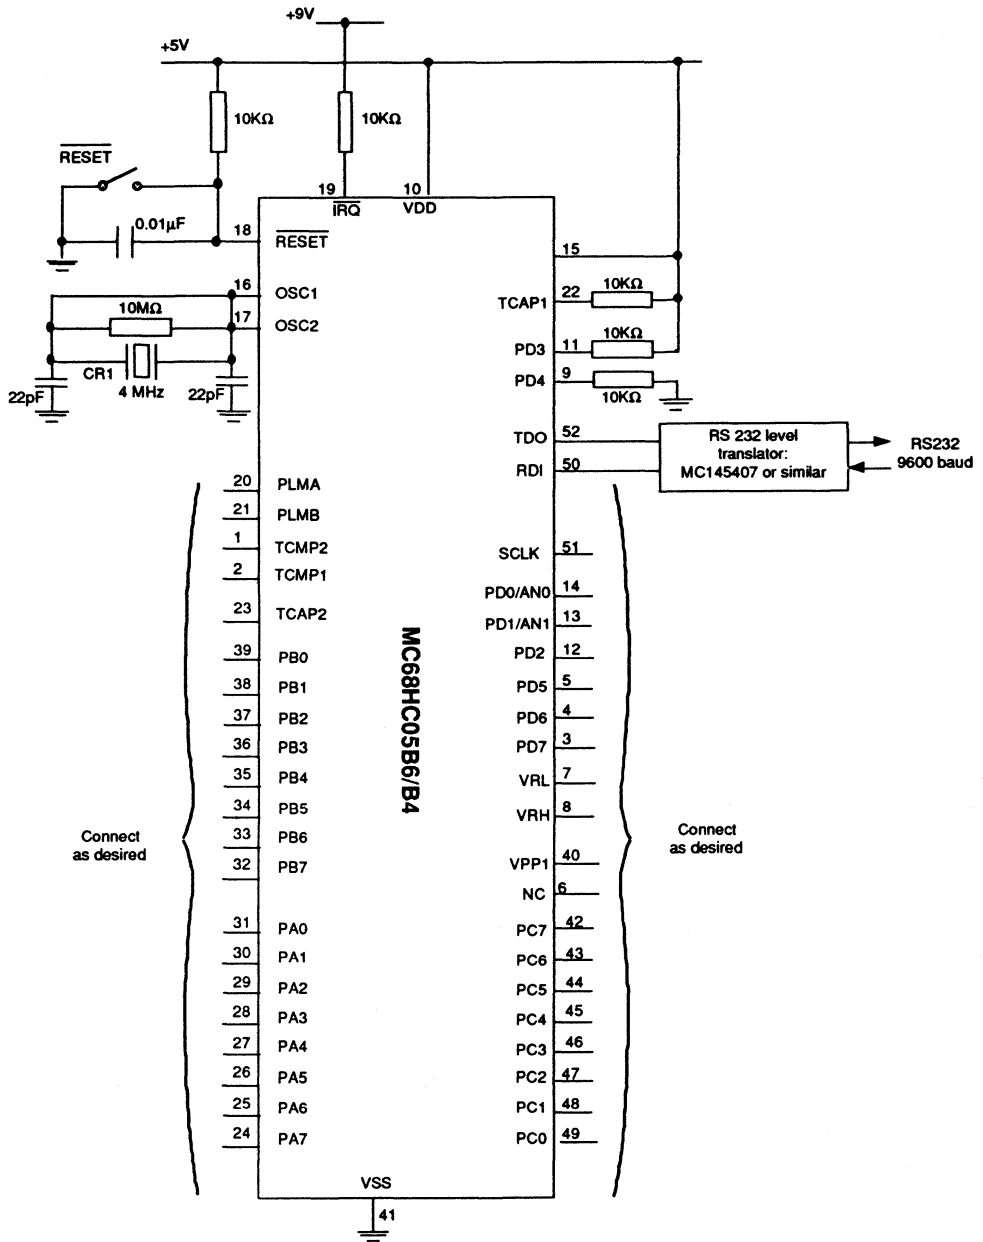 +9V
+5V
10KΩ
10KΩ
RESET
19
10
IRQ
VDD
0.01µF
18
RESET
15
16
OSC1
10KΩ
TCAP1
22
10MΩ
17
OSC2
10KΩ
PD3
11
CR1
4 MHz
22pF
22pF
PD4
9
10KΩ
TDO
52
RDI
50
RS 232 level
translator:
MC145407 or similar
RS232
9600 baud
20
PLMA
21
PLMB
1
TCMP2
2
TCMP1
23
TCAP2
39
PB0
38
PB1
37
PB2
36
PB3
35
PB4
34
PB5
33
PB6
32
PB7
31
PA0
30
PA1
29
PA2
28
PA3
27
PA4
26
PA5
25
PA6
24
PA7
Connect
as desired
MC68HC05B6/B4
SCLK
51
PD0/AN0
14
PD1/AN1
13
PD2
12
PD5
5
PD6
4
PD7
3
VRL
7
VRH
8
VPP1
40
NC
6
PC7
42
PC6
43
PC5
44
PC4
45
PC3
46
PC2
47
PC1
48
PC0
49
Connect
as desired
VSS
41